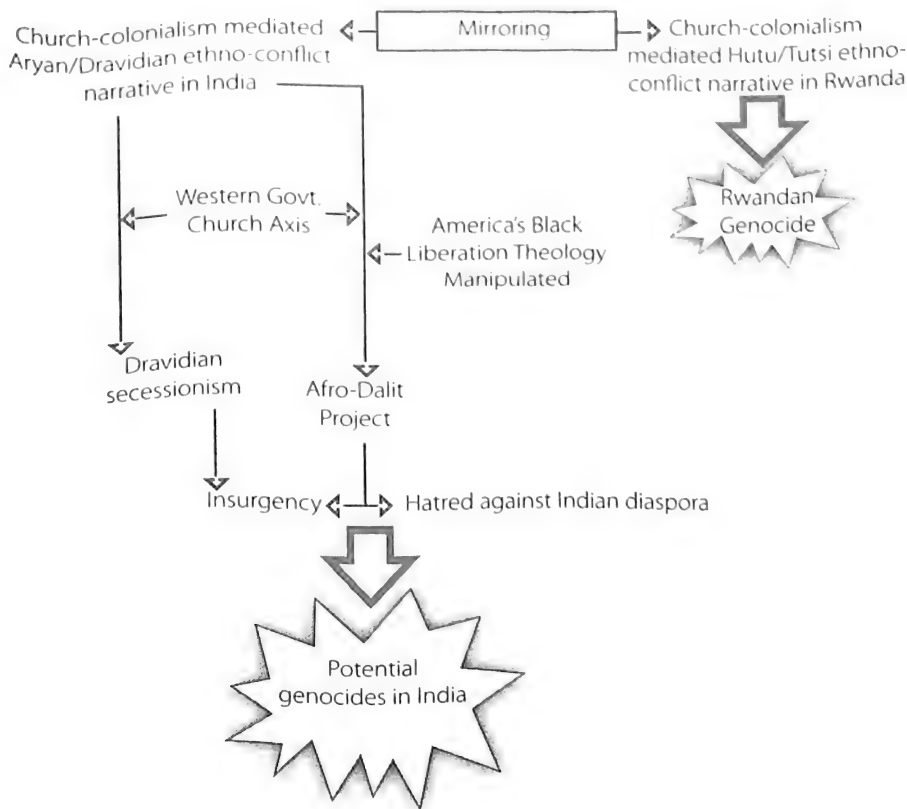 Church-colonialism mediated
Aryan/Dravidian ethno-conflict
narrative in India
Mirroring
Church-colonialism
mediated Hutu/Tutsi ethno-
conflict narrative in Rwanda
Western Govt.
Church Axis
America's Black
Liberation Theology
Manipulated
Rwandan
Genocide
Dravidian
secessionism
Afro-Dalit
Project
Insurgency
Hatred against Indian diaspora
Potential
genocides in India